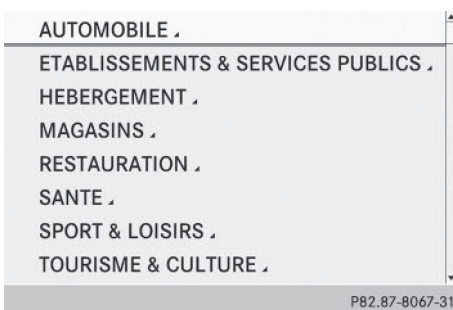 AUTOMOBILE
ETABLISSEMENTS & SERVICES PUBLICS
HEBERGEMENT
MAGASINS
RESTAURATION
SANTE
SPORT & LOISIRS
TOURISME & CULTURE
P82.87-8067-31